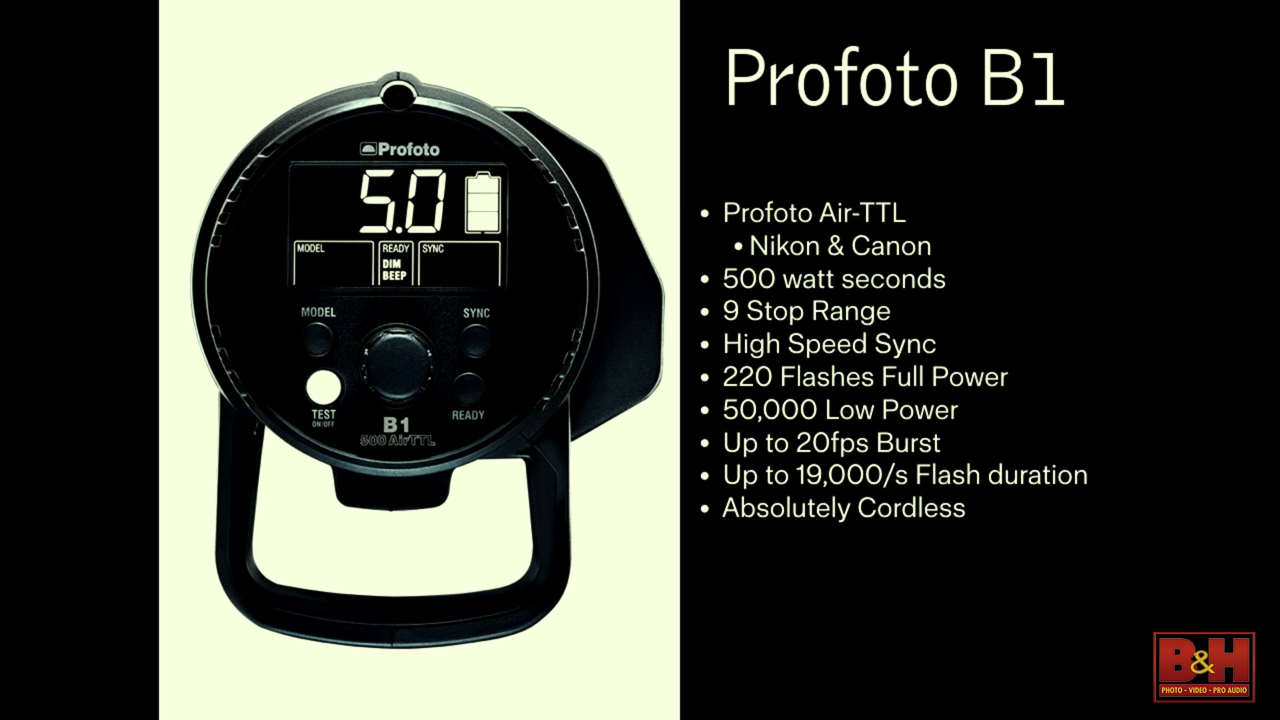 Profoto B1
Profoto
5.0
MODEL
READY
SYNC
DIM
BEEP
MODEL
SYNC
TEST
ON/OFF
READY
B1
500 AirTTL
• Profoto Air-TTL
• Nikon & Canon
• 500 watt seconds
• 9 Stop Range
• High Speed Sync
• 220 Flashes Full Power
• 50,000 Low Power
• Up to 20fps Burst
• Up to 19,000/s Flash duration
• Absolutely Cordless
B&H
PHOTO - VIDEO - PRO AUDIO